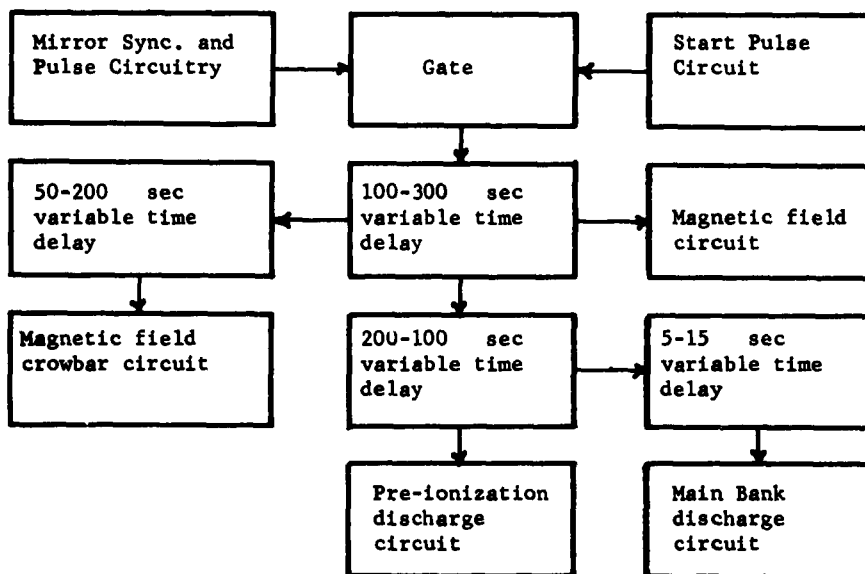 Mirror Sync. and
Pulse Circuitry
Gate
Start Pulse
Circuit
50-200 sec
variable time
delay
100-300 sec
variable time
delay
Magnetic field
circuit
Magnetic field
crowbar circuit
200-100 sec
variable time
delay
5-15 sec
variable time
delay
Pre-ionization
discharge
circuit
Main Bank
discharge
circuit